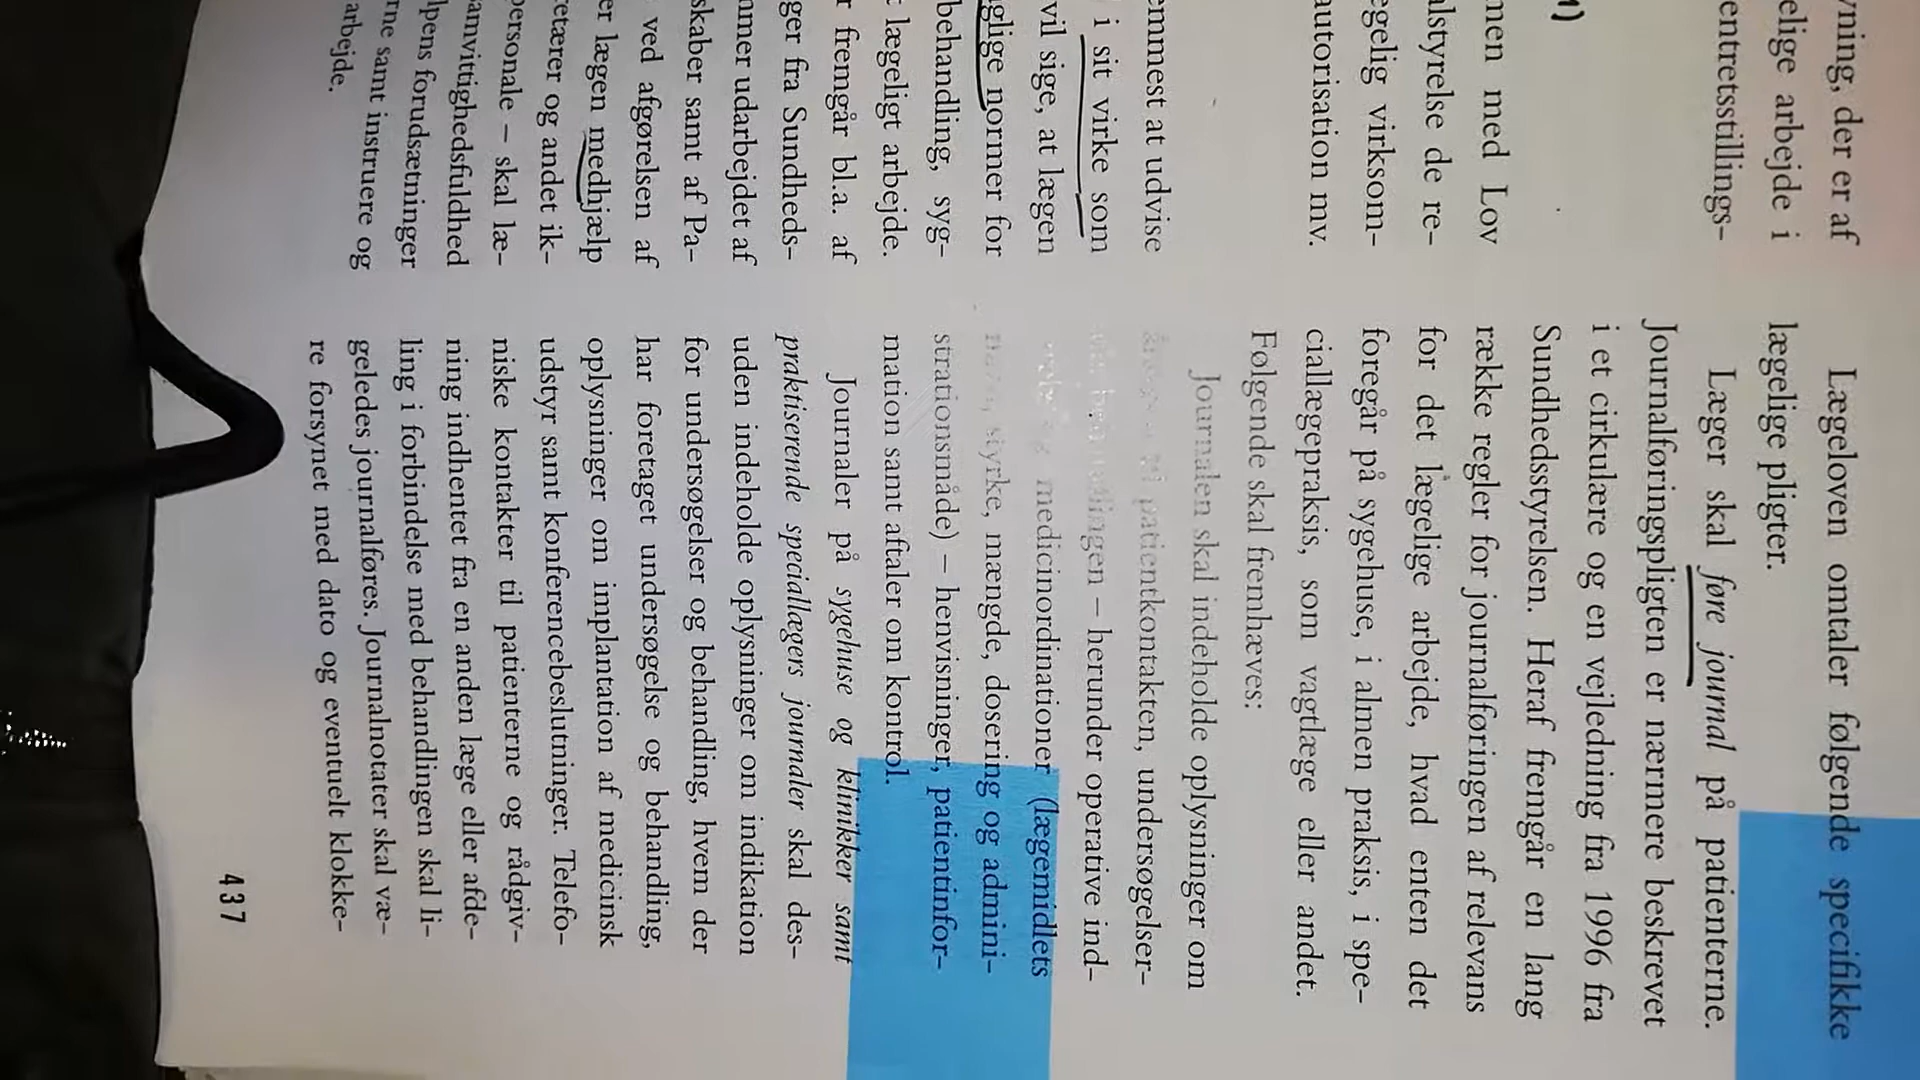 vning, der er af
elige arbejde i
entretsstillings-
men med Lov
alstyrelse de re-
egelig virksom-
autorisation mv.
emmest at udvise
i sit virke som
vil sige, at lægen
glige normer for
behandling, syg-
lægeligt arbejde.
r fremgår bl.a. af
ger fra Sundheds-
mmer udarbejdet af
skaber samt af Pa-
ved afgørelsen af
er lægen medhjælp
retærer og andet ik-
personale – skal læ-
amvittighedsfuldhed
lpens forudsætninger
rne samt instruere og
arbejde.
Lægeloven omtaler følgende specifikke
lægelige pligter.
Læger skal føre journal på patienterne.
Journalføringspligten er nærmere beskrevet
i et cirkulære og en vejledning fra 1996 fra
Sundhedsstyrelsen. Heraf fremgår en lang
række regler for journalføringen af relevans
for det lægelige arbejde, hvad enten det
foregår på sygehuse, i almen praksis, i spe-
ciallægepraksis, som vagtlæge eller andet.
Følgende skal fremhæves:
Journalen skal indeholde oplysninger om
til patientkontakten, undersøgelser-
– herunder operative ind-
medicinordinationer (lægemidlets
styrke, mængde, dosering og admini-
strationsmåde) – henvisninger, patientinfor-
mation samt aftaler om kontrol.
Journaler på sygehuse og klinikker samt
praktiserende speciallægers journaler skal des-
uden indeholde oplysninger om indikation
for undersøgelser og behandling, hvem der
har foretaget undersøgelse og behandling,
oplysninger om implantation af medicinsk
udstyr samt konferencebeslutninger. Telefo-
niske kontakter til patienterne og rådgiv-
ning indhentet fra en anden læge eller afde-
ling i forbindelse med behandlingen skal li-
geledes journalføres. Journalnotater skal væ-
re forsynet med dato og eventuelt klokke-
437